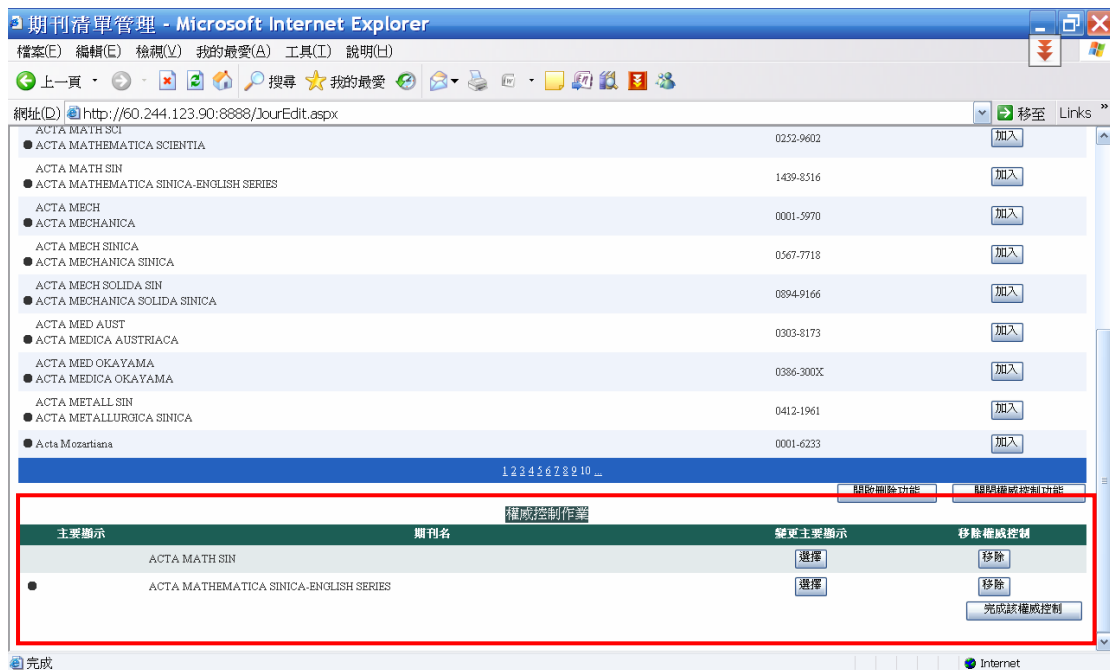 期刊清單管理 - Microsoft Internet Explorer
檔案(F) 編輯(E) 檢視(V) 我的最愛(A) 工具(T) 說明(H)
上一頁 搜尋 我的最愛
網址(D) http://60.244.123.90:8888/JourEdit.aspx 移至 Links »
ACTA MATH SCI
ACTA MATHEMATICA SCIENTIA 0252-9602 加入
ACTA MATH SIN
ACTA MATHEMATICA SINICA-ENGLISH SERIES 1439-8516 加入
ACTA MECH
ACTA MECHANICA 0001-5970 加入
ACTA MECH SINICA
ACTA MECHANICA SINICA 0567-7718 加入
ACTA MECH SOLIDA SIN
ACTA MECHANICA SOLIDA SINICA 0894-9166 加入
ACTA MED AUST
ACTA MEDICA AUSTRIACA 0303-8173 加入
ACTA MED OKAYAMA
ACTA MEDICA OKAYAMA 0386-300X 加入
ACTA METALL SIN
ACTA METALLURGICA SINICA 0412-1961 加入
Acta Mozartiana 0001-6233 加入
1 2 3 4 5 6 7 8 9 10 ...
開啟刪除功能 關閉權威控制功能
權威控制作業
主要顯示 期刊名 變更主要顯示 移除權威控制
ACTA MATH SIN 選擇 移除
ACTA MATHEMATICA SINICA-ENGLISH SERIES 選擇 移除
完成該權威控制
完成 Internet